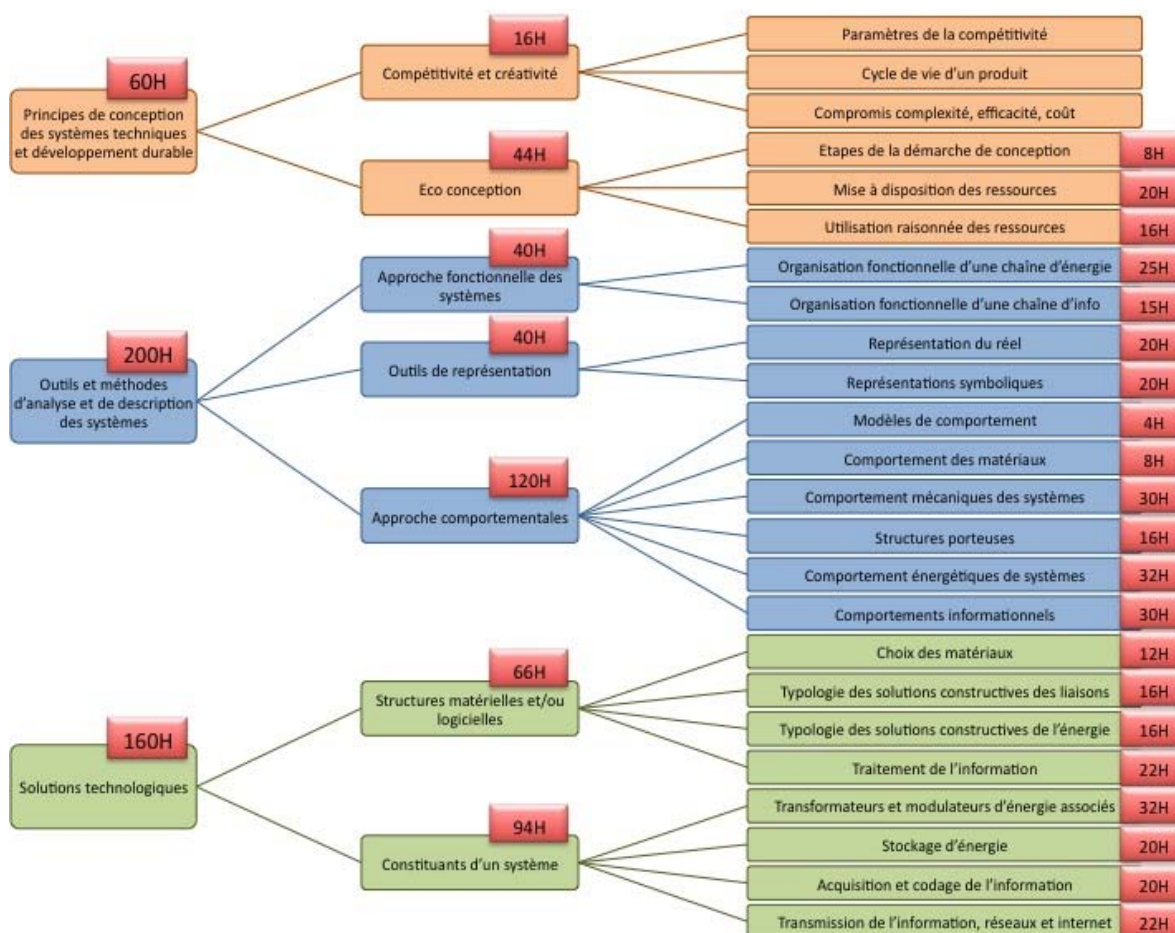 60H
Principes de conception
des systèmes techniques
et développement durable
16H
Compétitivité et créativité
Paramètres de la compétitivité
Cycle de vie d'un produit
Compromis complexité, efficacité, coût
44H
Eco conception
Etapes de la démarche de conception
8H
Mise à disposition des ressources
20H
Utilisation raisonnée des ressources
16H
200H
Outils et méthodes
d'analyse et de description
des systèmes
40H
Approche fonctionnelle des
systèmes
Organisation fonctionnelle d'une chaîne d'énergie
25H
Organisation fonctionnelle d'une chaîne d'info
15H
40H
Outils de représentation
Représentation du réel
20H
Représentations symboliques
20H
120H
Approche comportementales
Modèles de comportement
4H
Comportement des matériaux
8H
Comportement mécaniques des systèmes
30H
Structures porteuses
16H
Comportement énergétiques de systèmes
32H
Comportements informationnels
30H
160H
Solutions technologiques
66H
Structures matérielles et/ou
logicielles
Choix des matériaux
12H
Typologie des solutions constructives des liaisons
16H
Typologie des solutions constructives de l'énergie
16H
Traitement de l'information
22H
94H
Constituants d'un système
Transformateurs et modulateurs d'énergie associés
32H
Stockage d'énergie
20H
Acquisition et codage de l'information
20H
Transmission de l'information, réseaux et internet
22H